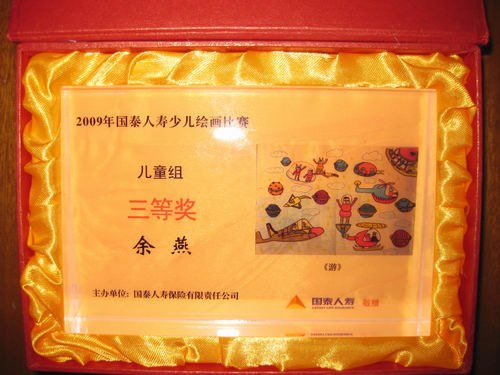 2009年国泰人寿少儿绘画比赛
儿童组
三等奖
余燕
《游》
主办单位:国泰人寿保险有限责任公司
国泰人寿 敬赠